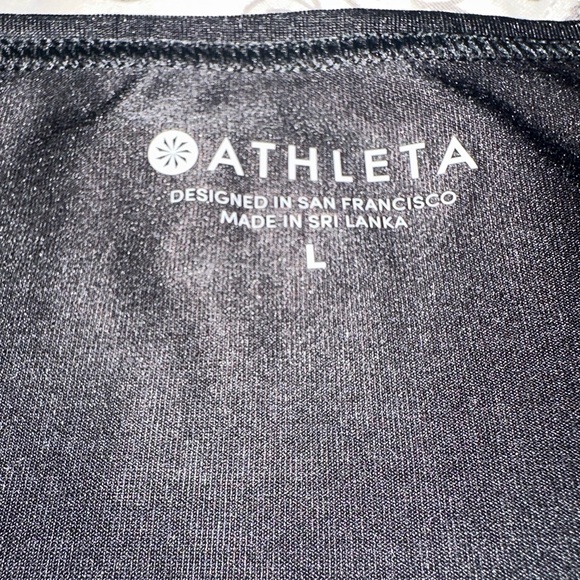 ATHLETA
DESIGNED IN SAN FRANCISCO
MADE IN SRI LANKA
L